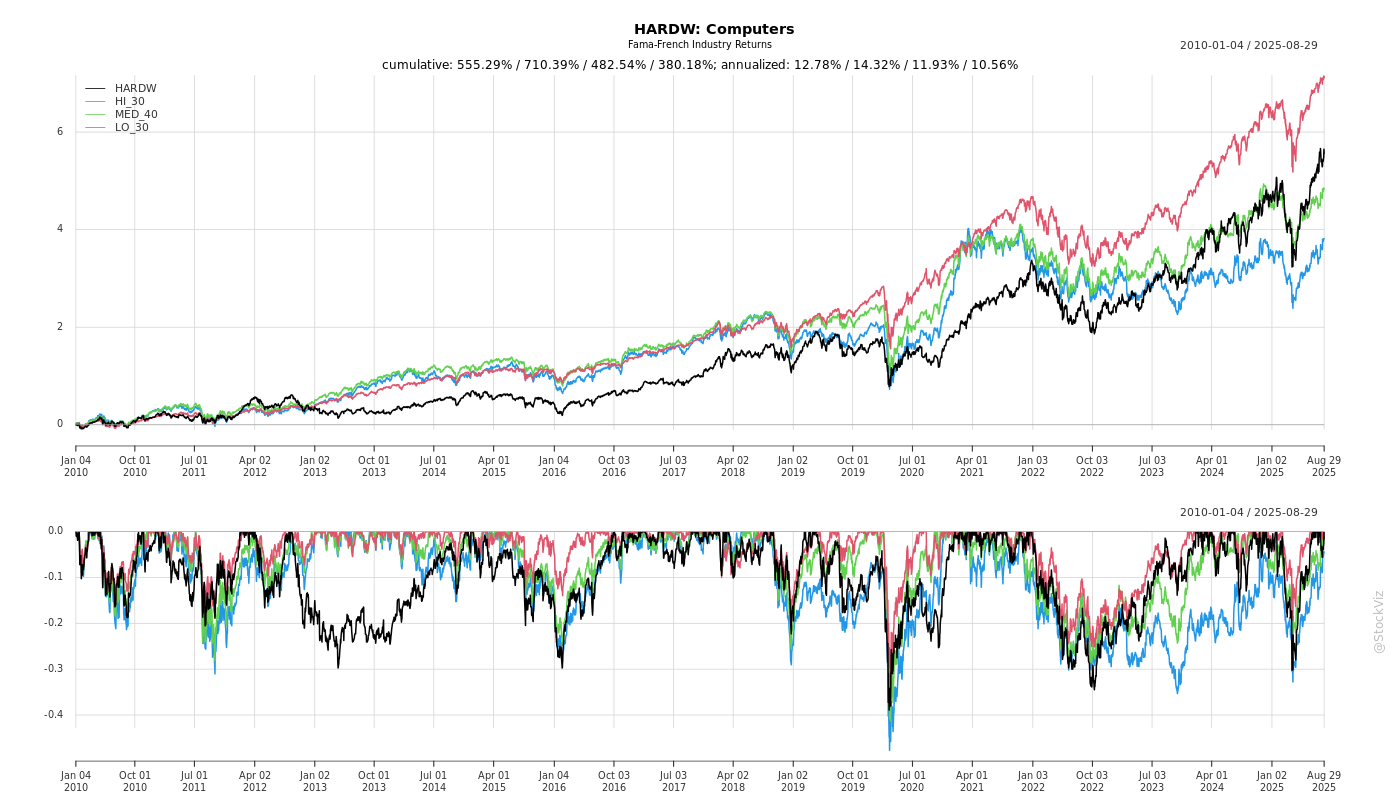 HARDW: Computers
Fama-French Industry Returns
2010-01-04 / 2025-08-29
cumulative: 555.29% / 710.39% / 482.54% / 380.18%; annualized: 12.78% / 14.32% / 11.93% / 10.56%
HARDW
HI_30
MED_40
LO_30
6
4
2
0
Jan 04 2010
Oct 01 2010
Jul 01 2011
Apr 02 2012
Jan 02 2013
Oct 01 2013
Jul 01 2014
Apr 01 2015
Jan 04 2016
Oct 03 2016
Jul 03 2017
Apr 02 2018
Jan 02 2019
Oct 01 2019
Jul 01 2020
Apr 01 2021
Jan 03 2022
Oct 03 2022
Jul 03 2023
Apr 01 2024
Jan 02 2025
Aug 29 2025
2010-01-04 / 2025-08-29
0.0
-0.1
-0.2
-0.3
-0.4
Jan 04 2010
Oct 01 2010
Jul 01 2011
Apr 02 2012
Jan 02 2013
Oct 01 2013
Jul 01 2014
Apr 01 2015
Jan 04 2016
Oct 03 2016
Jul 03 2017
Apr 02 2018
Jan 02 2019
Oct 01 2019
Jul 01 2020
Apr 01 2021
Jan 03 2022
Oct 03 2022
Jul 03 2023
Apr 01 2024
Jan 02 2025
Aug 29 2025
@StockViz